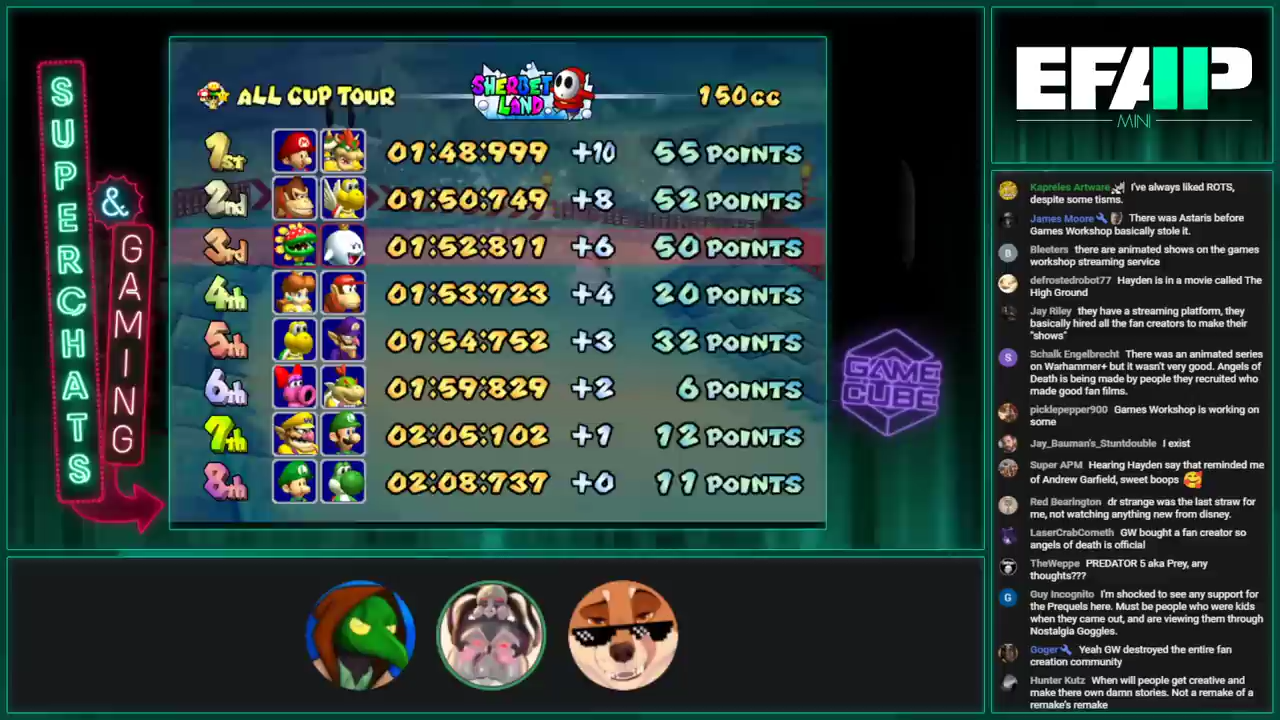 SUPERCHATS
&
GAMING
ALL CUP TOUR
SHERBET
LAND
150cc
1st 01:48:999 +10 55 POINTS
2nd 01:50:749 +8 52 POINTS
3rd 01:52:811 +6 50 POINTS
4th 01:53:723 +4 20 POINTS
5th 01:54:752 +3 32 POINTS
6th 01:59:829 +2 6 POINTS
7th 02:05:102 +1 12 POINTS
8th 02:08:737 +0 11 POINTS
GAME
CUBE
EFAP
MINI
Kapreles Artware I've always liked ROTS,
despite some tisms.
James Moore There was Astaris before
Games Workshop basically stole it.
B
Bleeters there are animated shows on the games
workshop streaming service
defrostedrobot77 Hayden is in a movie called The
High Ground
Jay Riley they have a streaming platform, they
basically hired all the fan creators to make their
"shows"
S
Schalk Engelbrecht There was an animated series
on Warhammer+ but it wasn't very good. Angels of
Death is being made by people they recruited who
made good fan films.
picklepepper900 Games Workshop is working on
some
Jay_Bauman's_Stuntdouble I exist
Super APM Hearing Hayden say that reminded me
of Andrew Garfield, sweet boops
Red Bearington dr strange was the last straw for
me, not watching anything new from disney.
LaserCrabCometh GW bought a fan creator so
angels of death is official
TheWeppe PREDATOR 5 aka Prey, any
thoughts???
G
Guy Incognito I'm shocked to see any support for
the Prequels here. Must be people who were kids
when they came out, and are viewing them through
Nostalgia Goggles.
Goger Yeah GW destroyed the entire fan
creation community
Hunter Kutz When will people get creative and
make there own damn stories. Not a remake of a
remake's remake